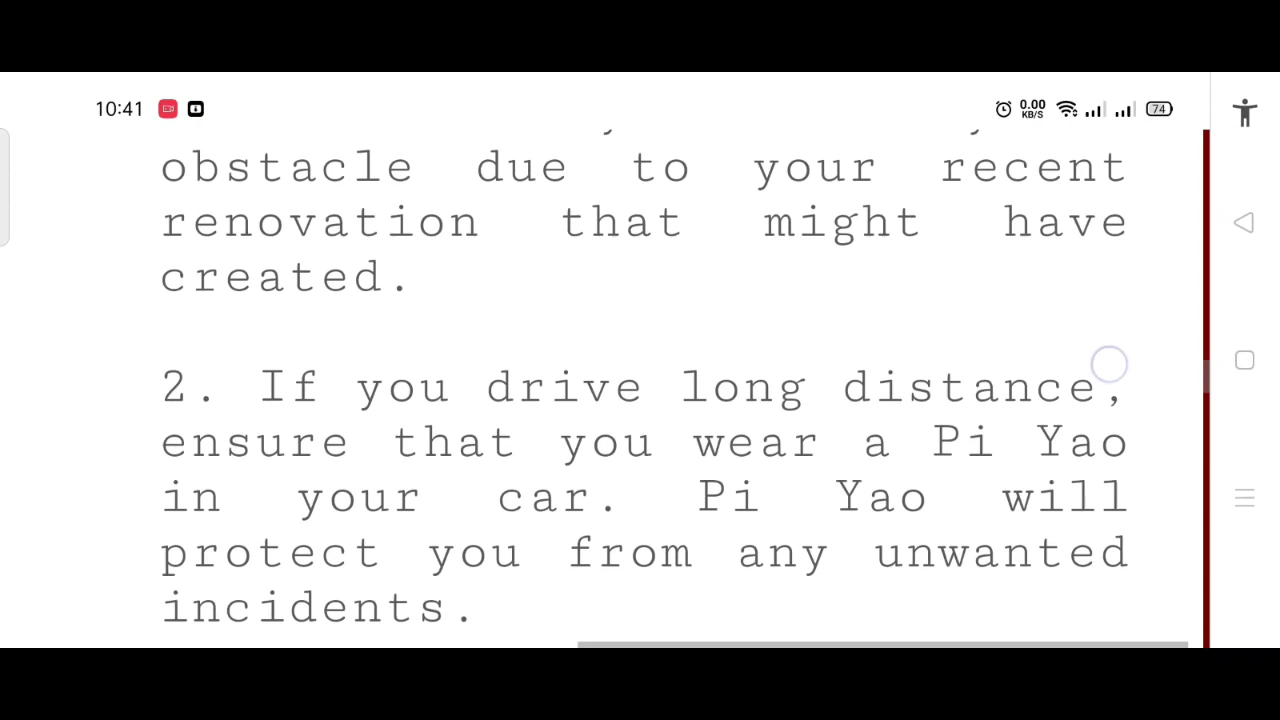 10:41 0.00 KB/S 74
obstacle due to your recent
renovation that might have
created.
2. If you drive long distance,
ensure that you wear a Pi Yao
in your car. Pi Yao will
protect you from any unwanted
incidents.